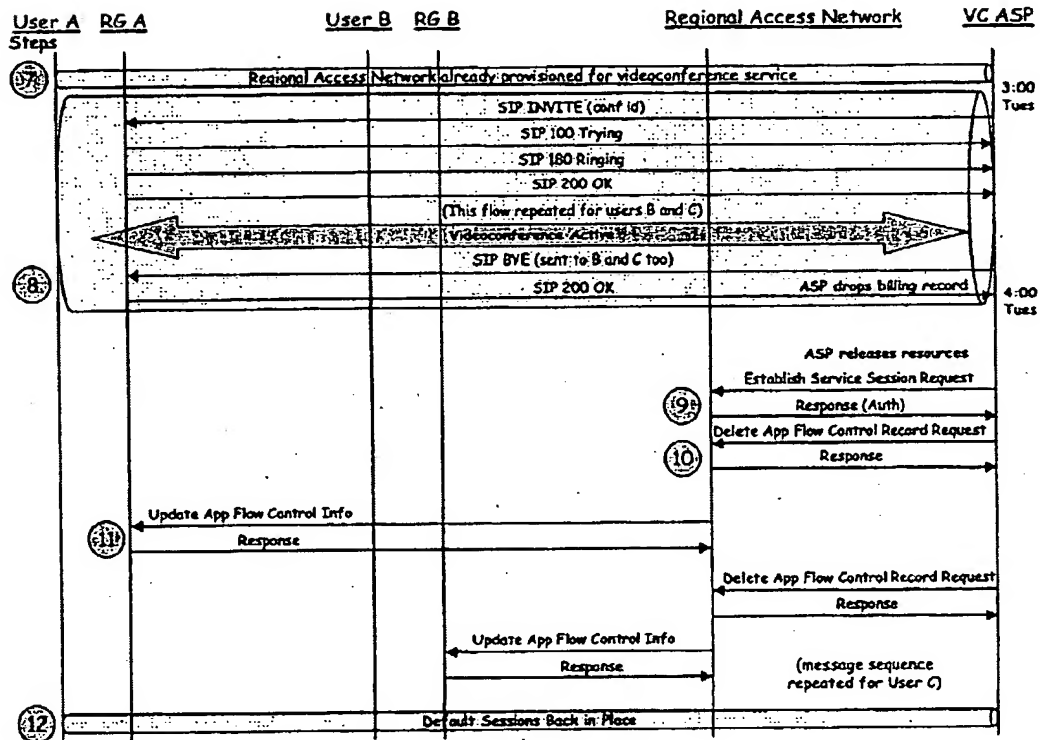 User A RG A User B RG B Regional Access Network VC ASP
Steps
7
Regional Access Network already provisioned for videoconference service
3:00
Tues
SIP INVITE (conf id)
SIP 100 Trying
SIP 180 Ringing
SIP 200 OK
(This flow repeated for users B and C)
Videoconference Active
SIP BYE (sent to B and C too)
8
SIP 200 OK
ASP drops billing record
4:00
Tues
ASP releases resources
Establish Service Session Request
9
Response (Auth)
Delete App Flow Control Record Request
10
Response
Update App Flow Control Info
11
Response
Delete App Flow Control Record Request
Response
Update App Flow Control Info
Response
(message sequence
repeated for User C)
12
Default Sessions Back in Place